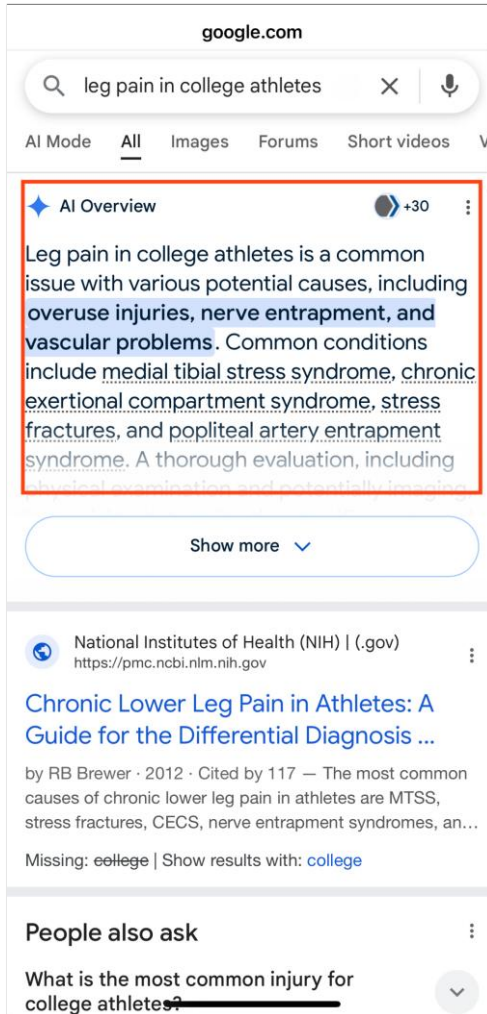 google.com
leg pain in college athletes
AI Mode All Images Forums Short videos
AI Overview +30
Leg pain in college athletes is a common
issue with various potential causes, including
overuse injuries, nerve entrapment, and
vascular problems. Common conditions
include medial tibial stress syndrome, chronic
exertional compartment syndrome, stress
fractures, and popliteal artery entrapment
syndrome. A thorough evaluation, including
physical examination and potentially imaging,
Show more
National Institutes of Health (NIH) | (.gov)
https://pmc.ncbi.nlm.nih.gov
Chronic Lower Leg Pain in Athletes: A
Guide for the Differential Diagnosis ...
by RB Brewer · 2012 · Cited by 117 — The most common
causes of chronic lower leg pain in athletes are MTSS,
stress fractures, CECS, nerve entrapment syndromes, an...
Missing: college | Show results with: college
People also ask
What is the most common injury for
college athletes?